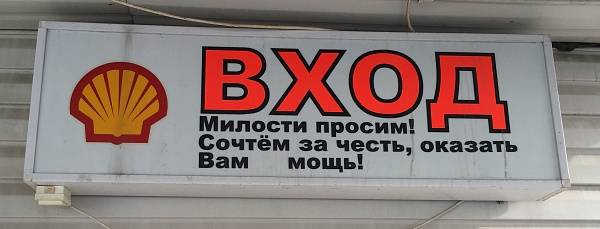 ВХОД
Милости просим!
Сочтём за честь, оказать
Вам мощь!